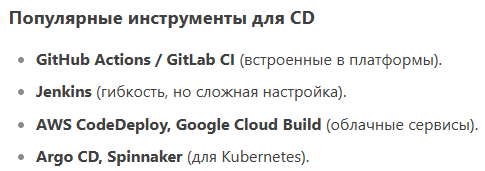 Популярные инструменты для CD
• GitHub Actions / GitLab CI (встроенные в платформы).
• Jenkins (гибкость, но сложная настройка).
• AWS CodeDeploy, Google Cloud Build (облачные сервисы).
• Argo CD, Spinnaker (для Kubernetes).